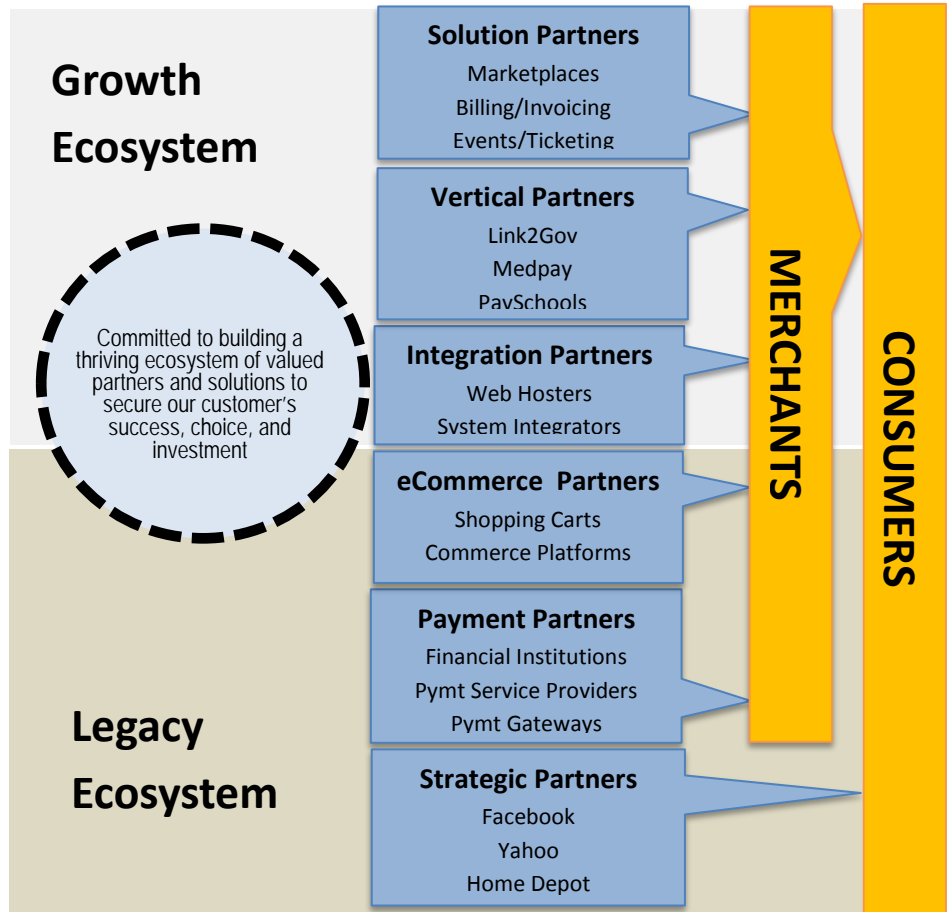 Growth
Ecosystem
Committed to building a
thriving ecosystem of valued
partners and solutions to
secure our customer's
success, choice, and
investment
Legacy
Ecosystem
Solution Partners
Marketplaces
Billing/Invoicing
Events/Ticketing
Vertical Partners
Link2Gov
Medpay
PaySchools
Integration Partners
Web Hosters
System Integrators
eCommerce Partners
Shopping Carts
Commerce Platforms
Payment Partners
Financial Institutions
Pymt Service Providers
Pymt Gateways
Strategic Partners
Facebook
Yahoo
Home Depot
MERCHANTS
CONSUMERS